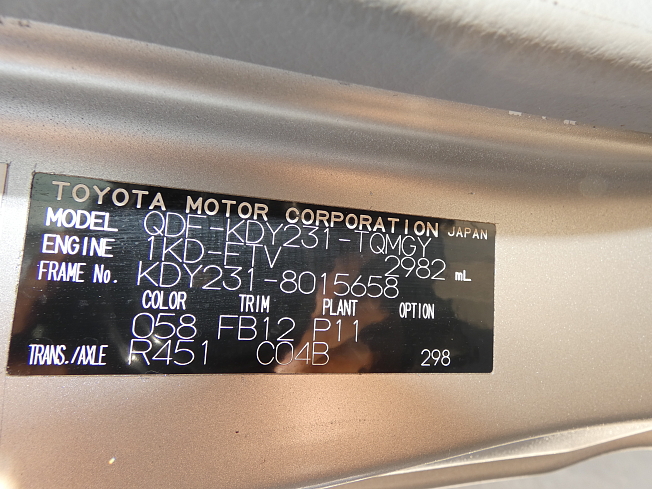 TOYOTA MOTOR CORPORATION JAPAN
MODEL QDF-KDY231-TQMGY
ENGINE 1KD-FTV 2982 mL
FRAME No. KDY231-8015658
COLOR TRIM PLANT OPTION
058 FB12 P11
TRANS./AXLE R451 C04B 298